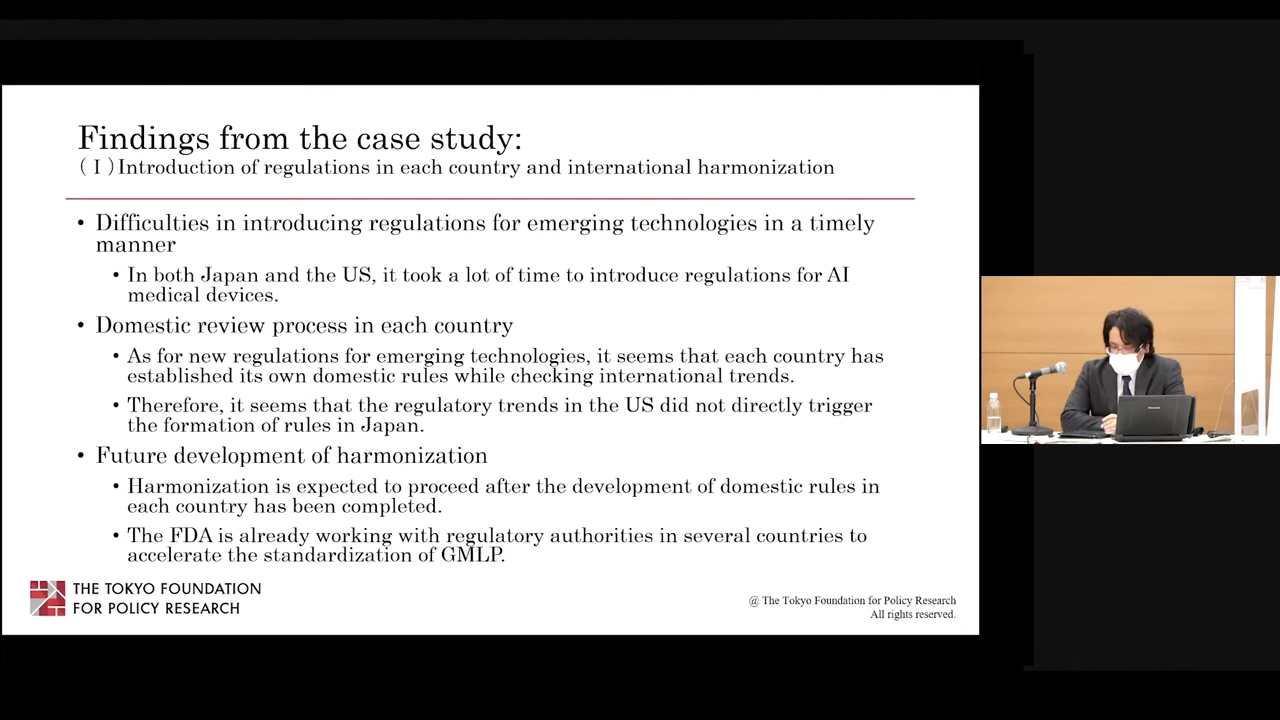 Findings from the case study:
(Ⅰ)Introduction of regulations in each country and international harmonization
• Difficulties in introducing regulations for emerging technologies in a timely
manner
• In both Japan and the US, it took a lot of time to introduce regulations for AI
medical devices.
• Domestic review process in each country
• As for new regulations for emerging technologies, it seems that each country has
established its own domestic rules while checking international trends.
• Therefore, it seems that the regulatory trends in the US did not directly trigger
the formation of rules in Japan.
• Future development of harmonization
• Harmonization is expected to proceed after the development of domestic rules in
each country has been completed.
• The FDA is already working with regulatory authorities in several countries to
accelerate the standardization of GMLP.
THE TOKYO FOUNDATION
FOR POLICY RESEARCH
@ The Tokyo Foundation for Policy Research
All rights reserved.